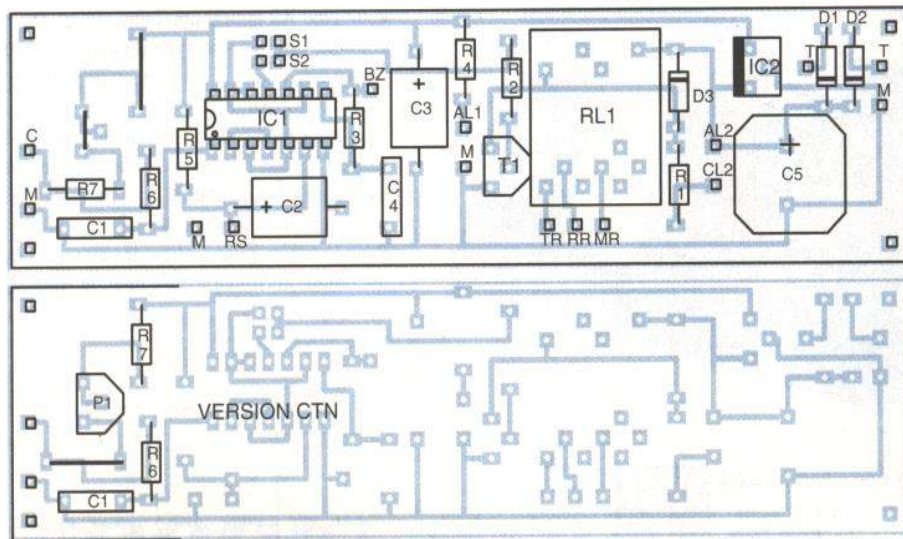 D1 D2
S1
S2
R4
R2
IC2
T
T
BZ
IC1
C3
RL1
D3
M
R3
AL1
C
R5
T1
AL2
M
C5
R7
R6
C4
R1
CL2
M
C2
C1
M
RS
TR RR MR
R7
P1
VERSION CTN
R6
C1